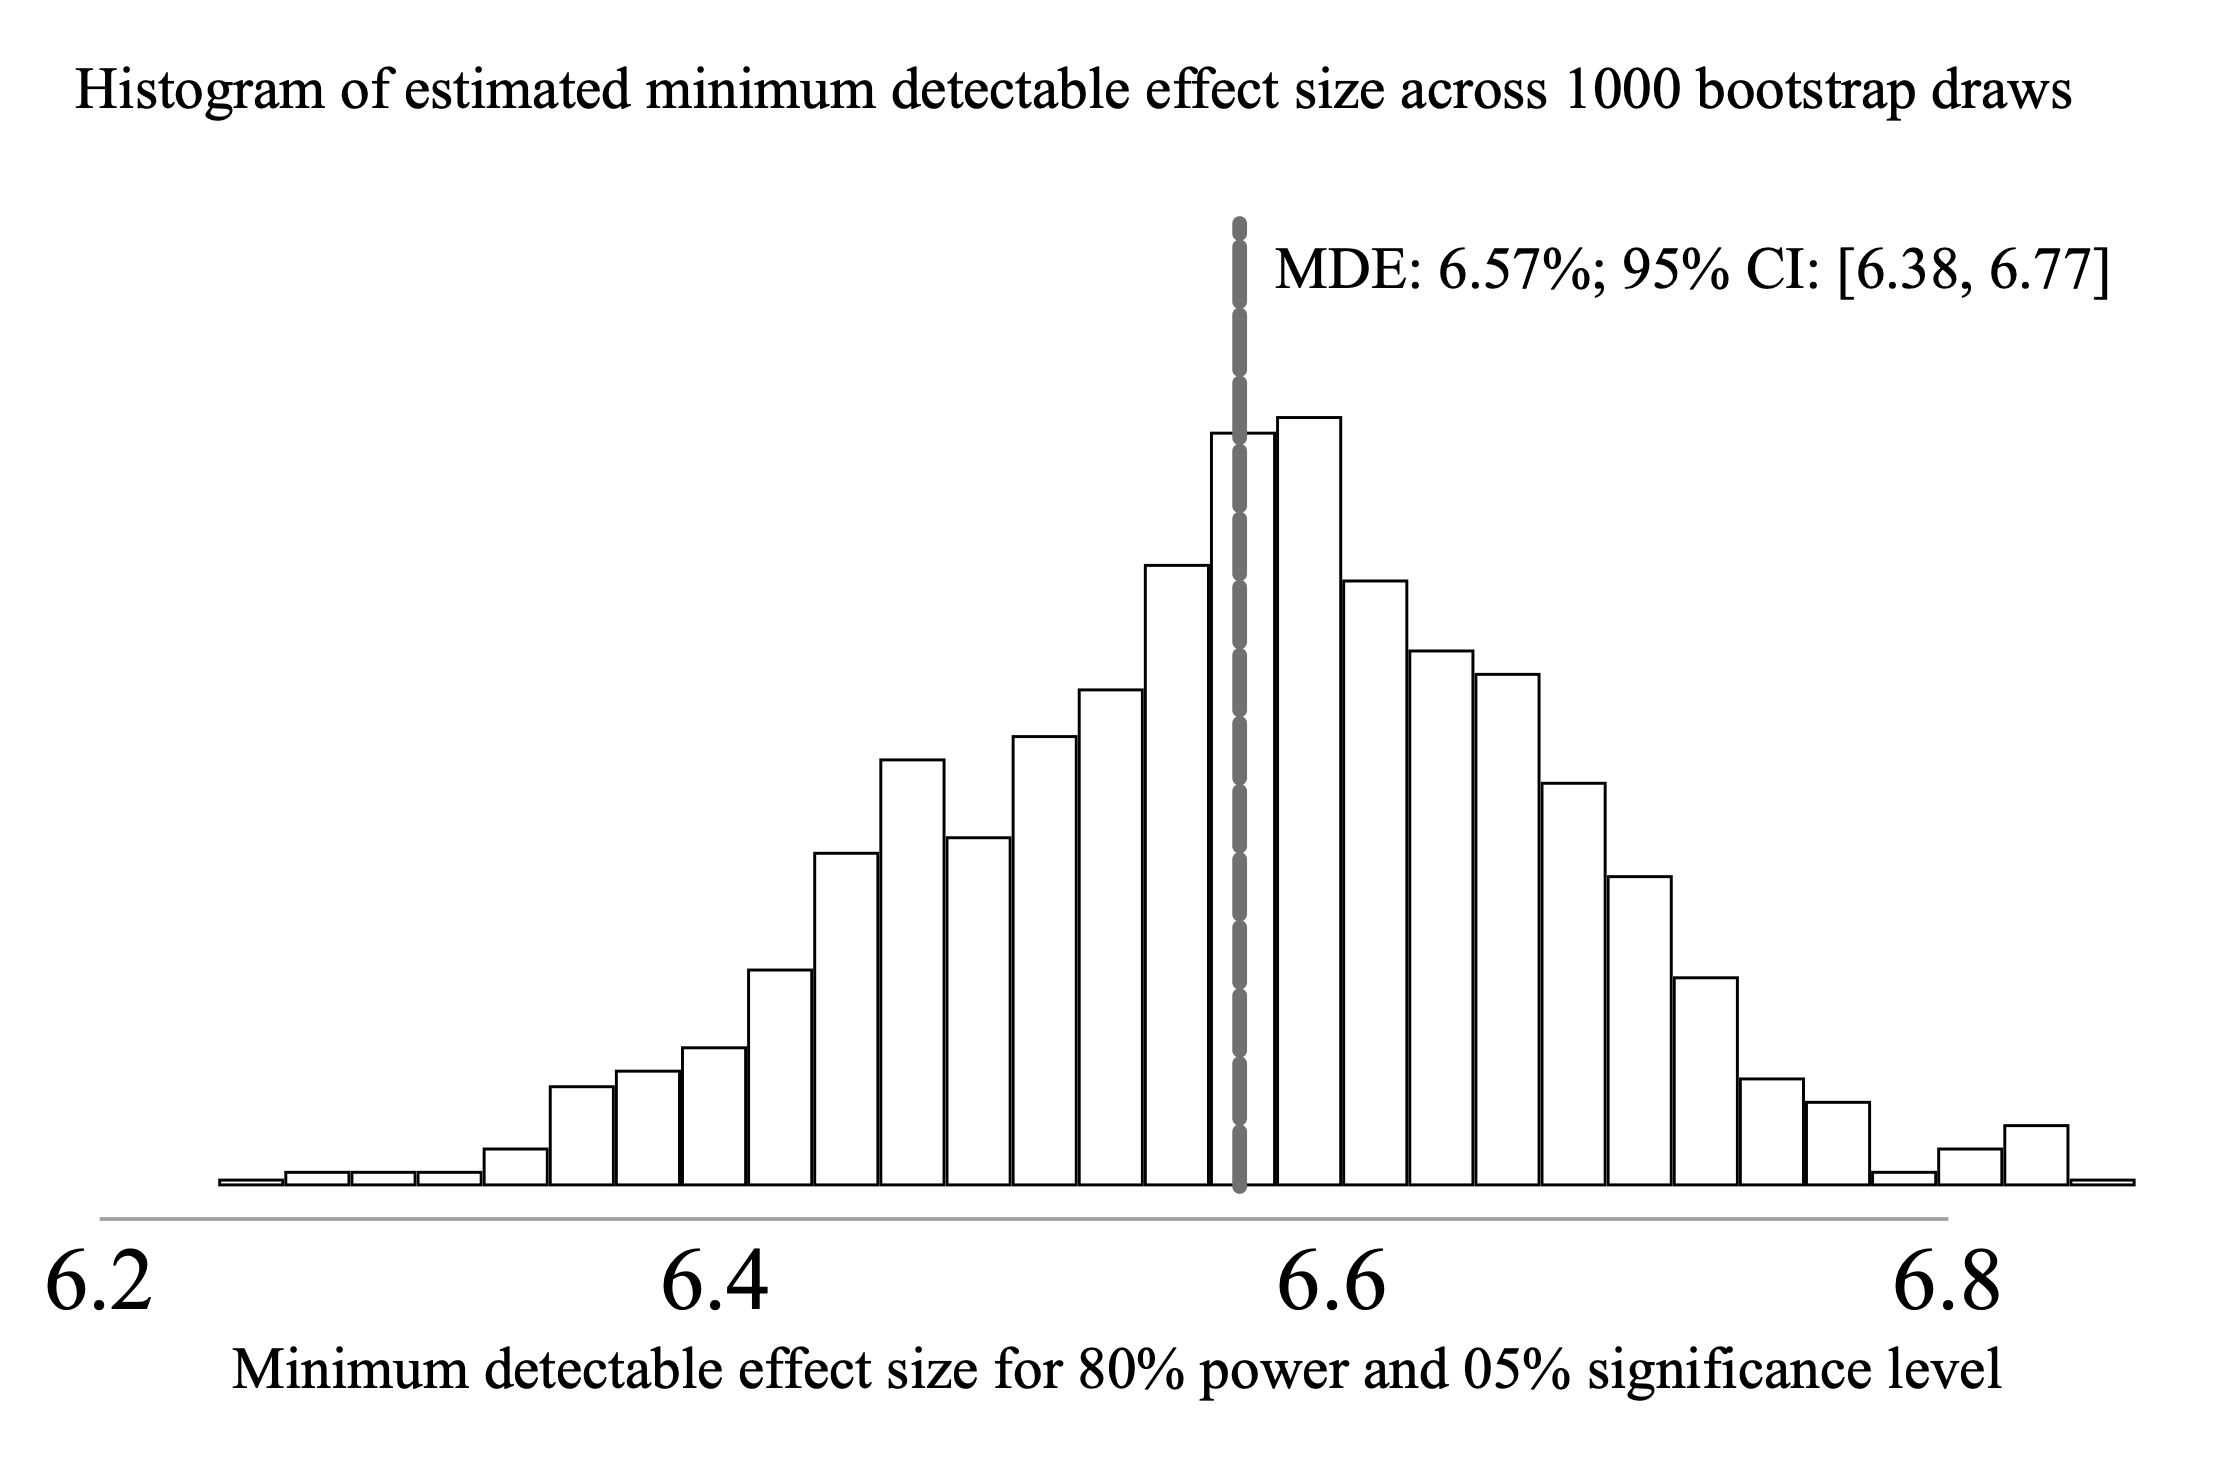 Histogram of estimated minimum detectable effect size across 1000 bootstrap draws
MDE: 6.57%; 95% CI: [6.38, 6.77]
6.2 6.4 6.6 6.8
Minimum detectable effect size for 80% power and 05% significance level